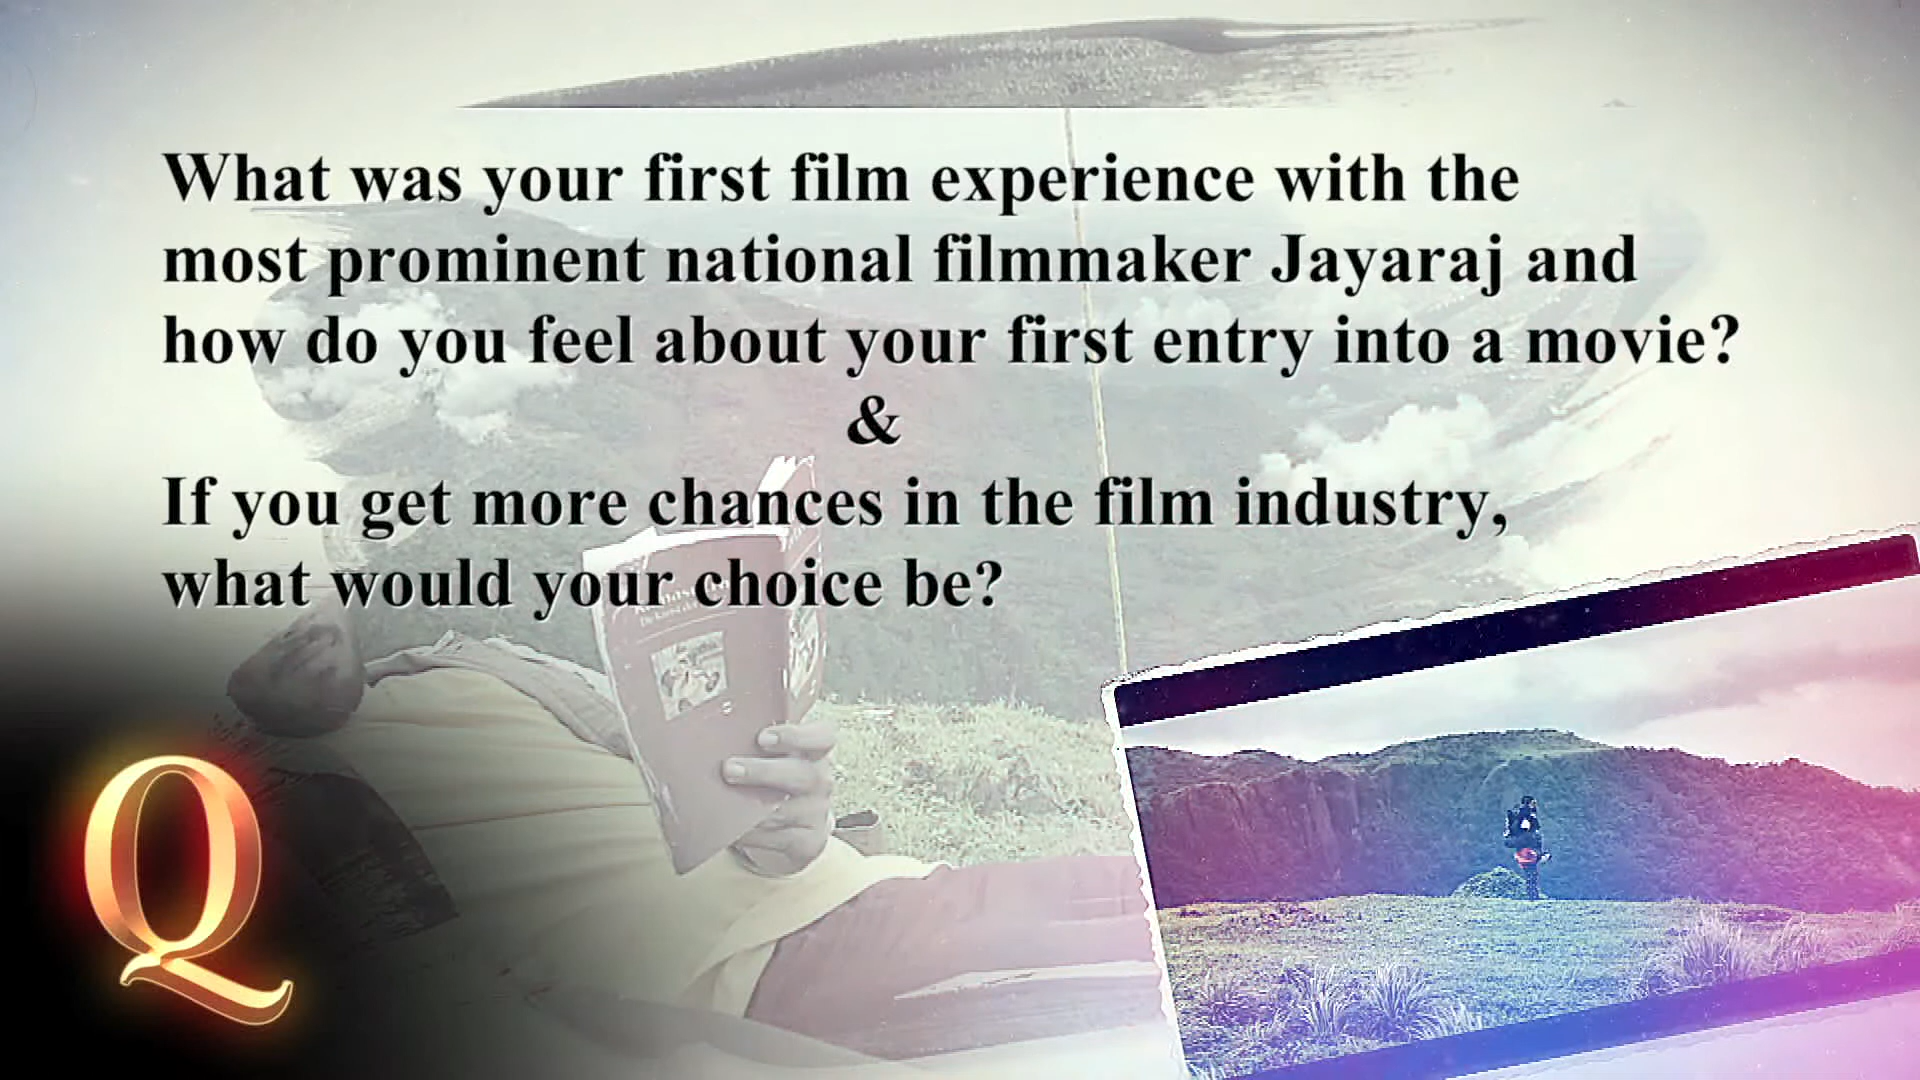 What was your first film experience with the
most prominent national filmmaker Jayaraj and
how do you feel about your first entry into a movie?
&
If you get more chances in the film industry,
what would your choice be?
Q